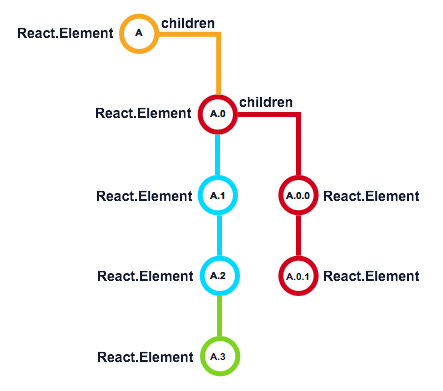 children
React.Element A
children
React.Element A.0
React.Element A.1 A.0.0 React.Element
React.Element A.2 A.0.1 React.Element
React.Element A.3